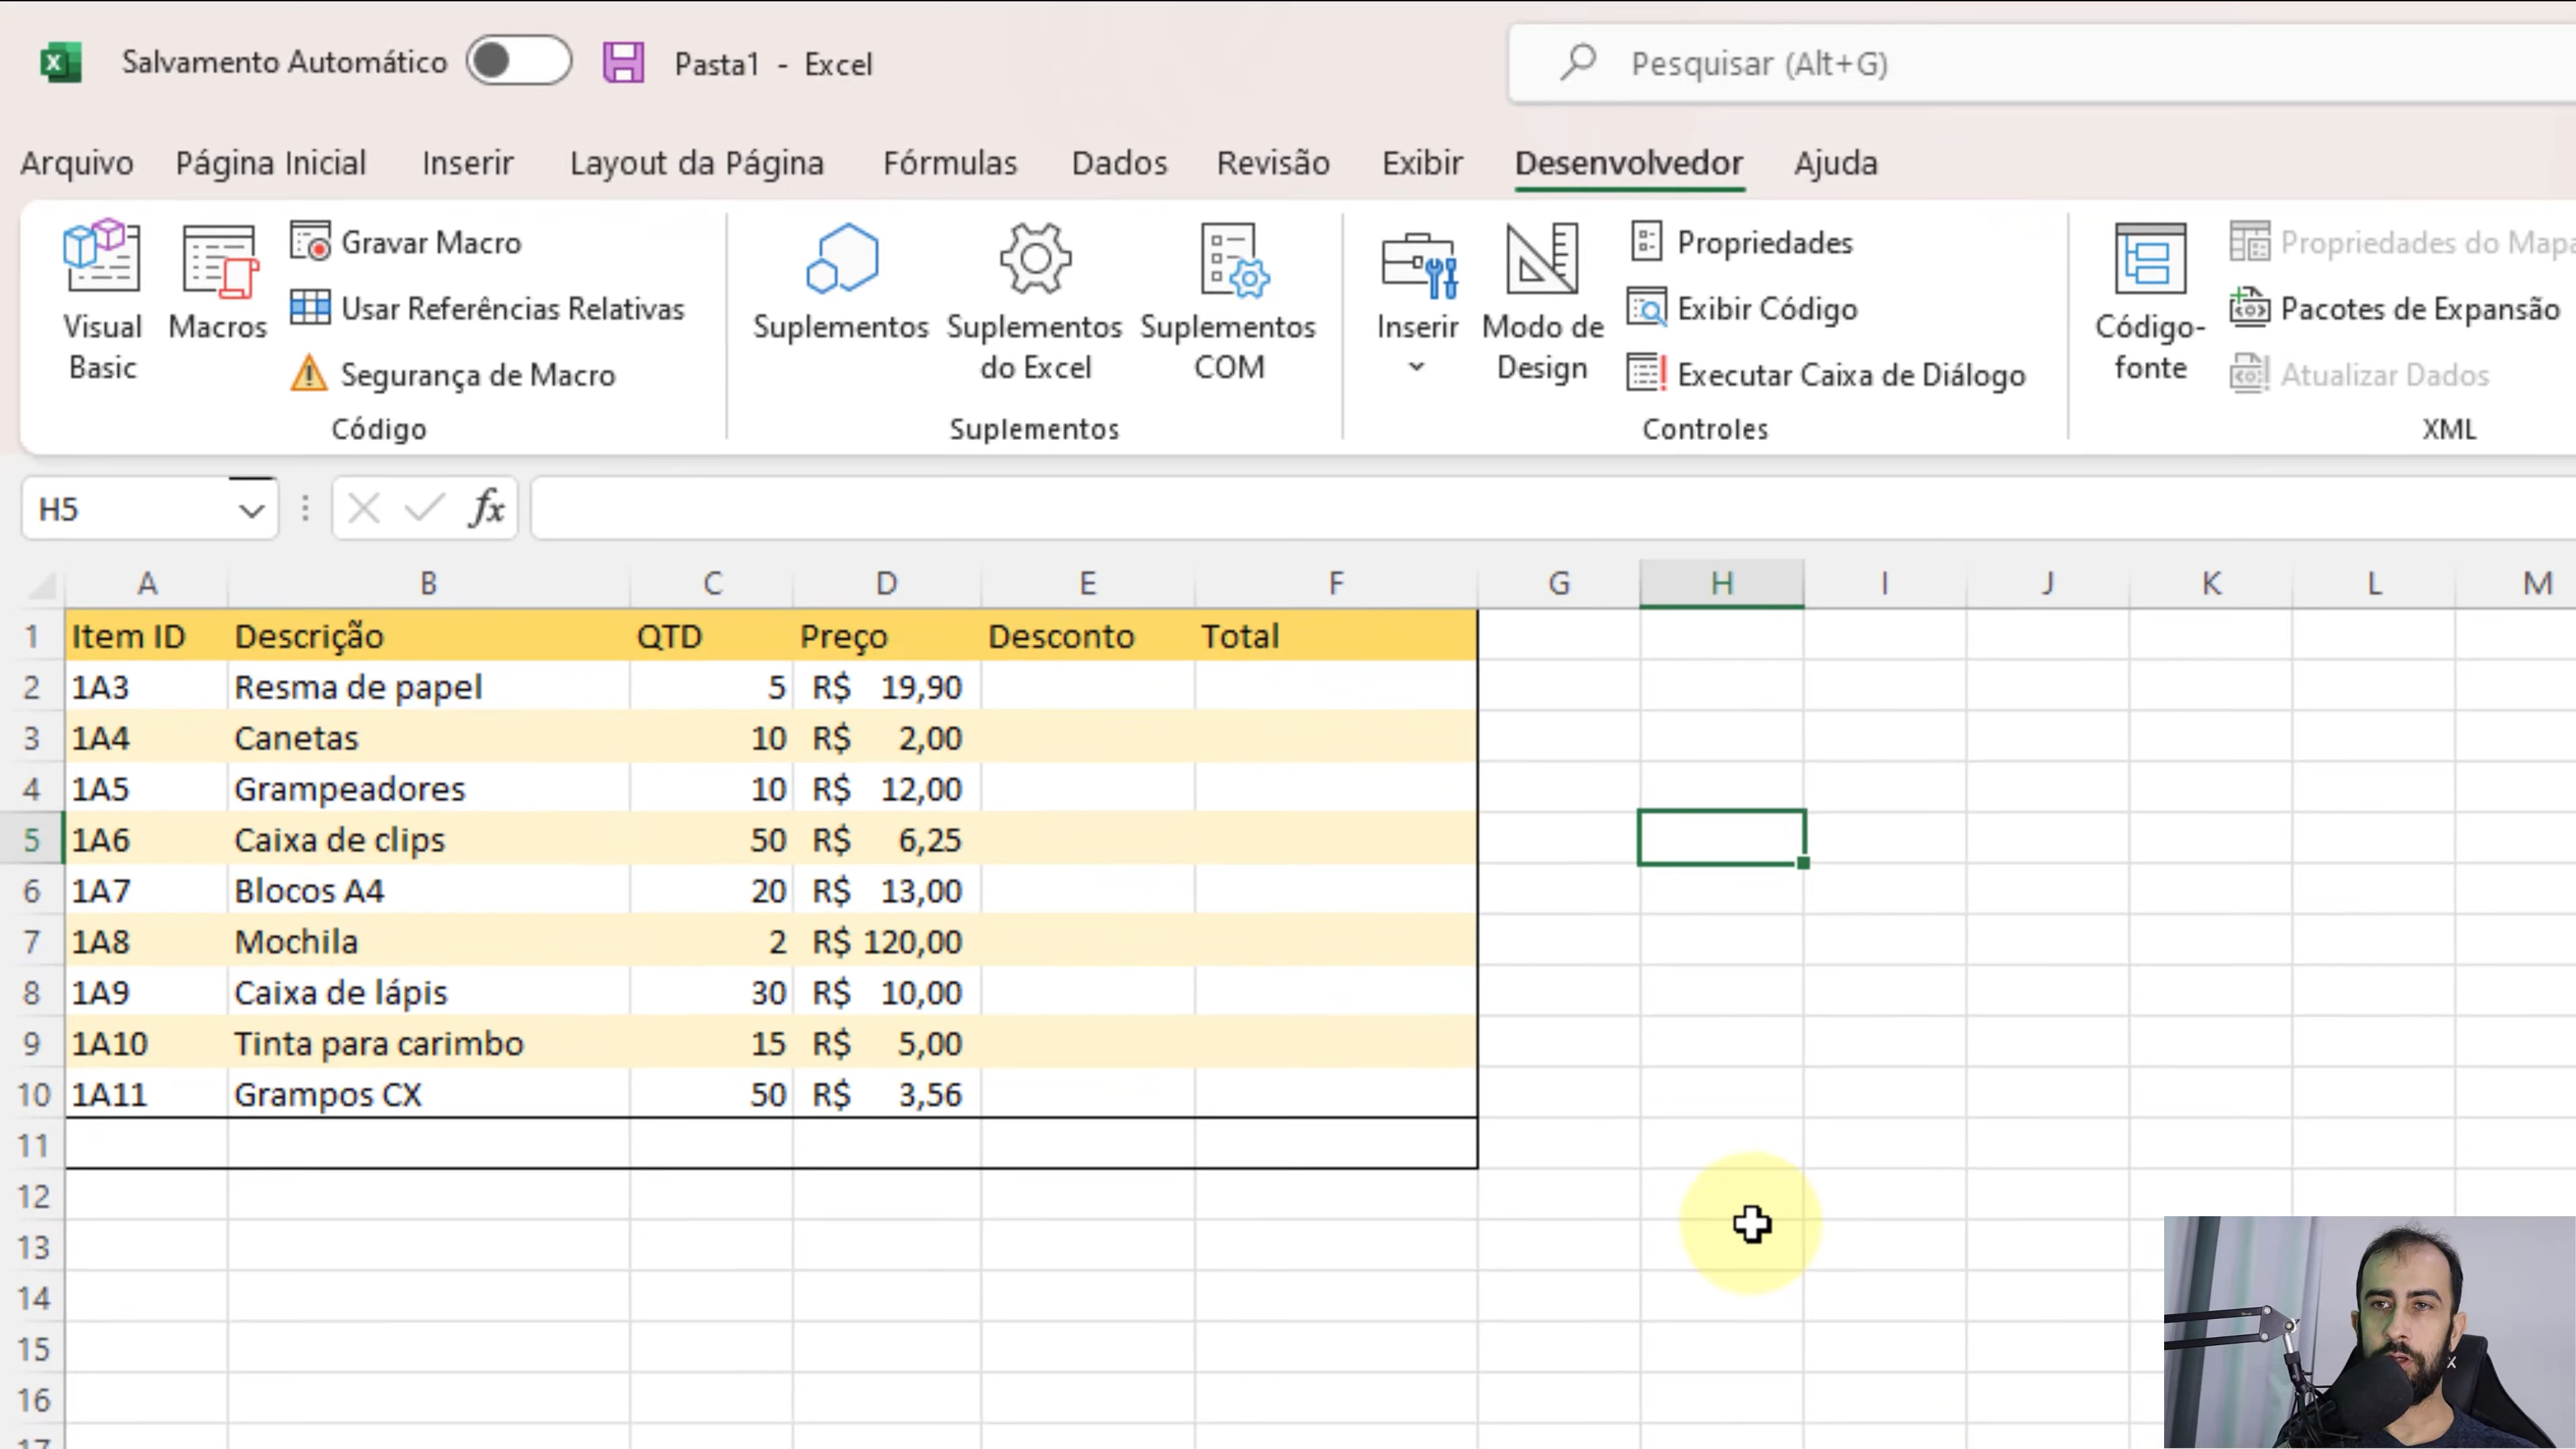 Salvamento Automático
Pasta1 - Excel
Pesquisar (Alt+G)
Arquivo Página Inicial Inserir Layout da Página Fórmulas Dados Revisão Exibir Desenvolvedor Ajuda
Visual Basic
Macros
Gravar Macro
Usar Referências Relativas
Segurança de Macro
Código
Suplementos
Suplementos do Excel
Suplementos COM
Suplementos
Inserir
Modo de Design
Propriedades
Exibir Código
Executar Caixa de Diálogo
Controles
Código-fonte
Propriedades do Mapa
Pacotes de Expansão
Atualizar Dados
XML
H5
fx
A B C D E F G H I J K L M
1 Item ID Descrição QTD Preço Desconto Total
2 1A3 Resma de papel 5 R$ 19,90
3 1A4 Canetas 10 R$ 2,00
4 1A5 Grampeadores 10 R$ 12,00
5 1A6 Caixa de clips 50 R$ 6,25
6 1A7 Blocos A4 20 R$ 13,00
7 1A8 Mochila 2 R$ 120,00
8 1A9 Caixa de lápis 30 R$ 10,00
9 1A10 Tinta para carimbo 15 R$ 5,00
10 1A11 Grampos CX 50 R$ 3,56
11
12
13
14
15
16
17